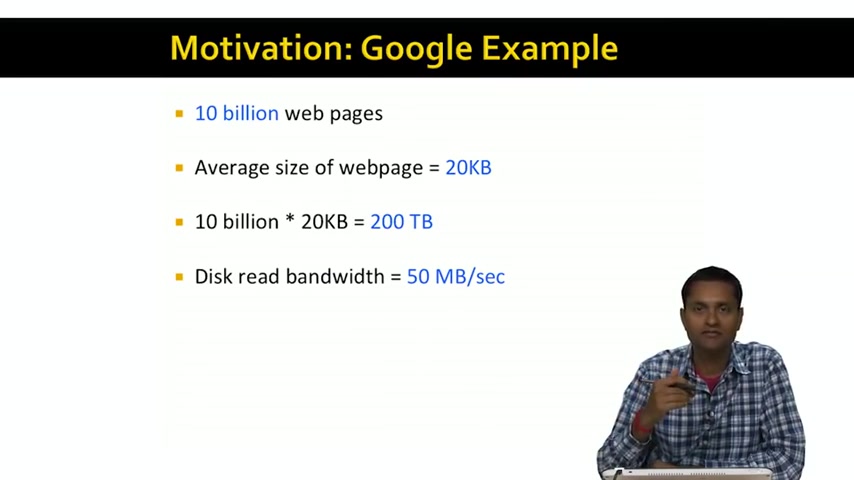 Motivation: Google Example
10 billion web pages
Average size of webpage = 20KB
10 billion * 20KB = 200 TB
Disk read bandwidth = 50 MB/sec